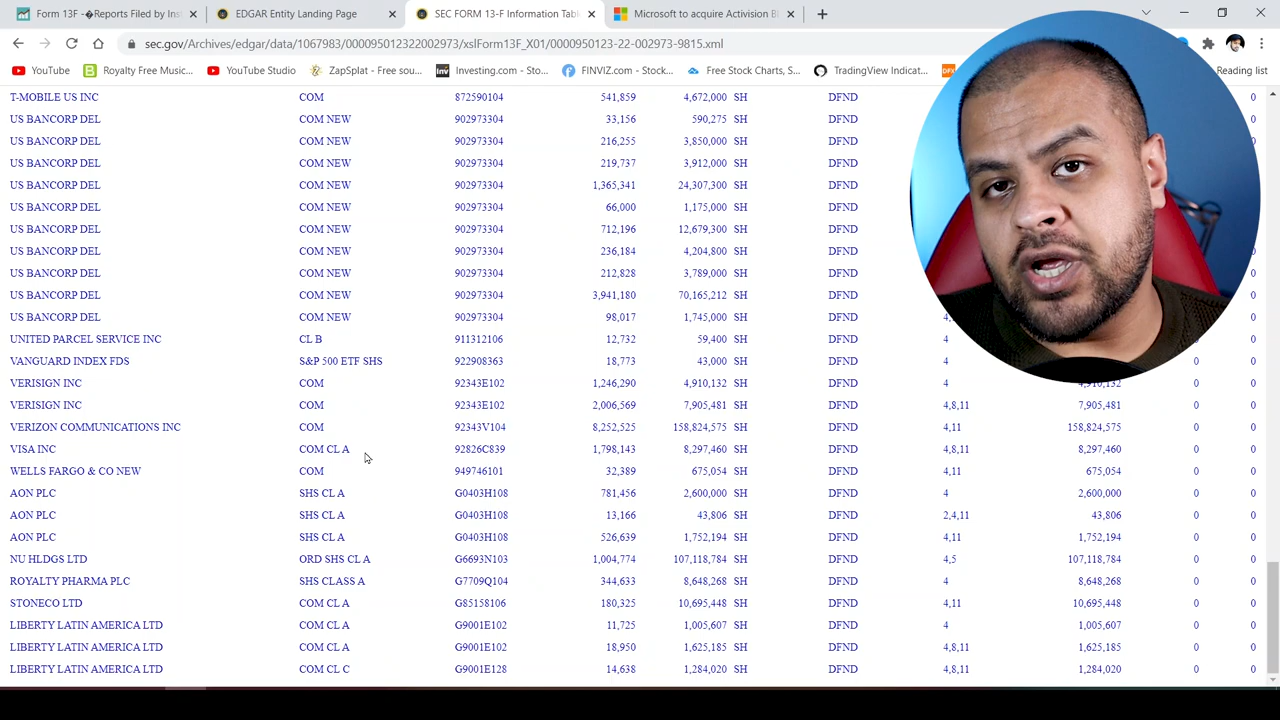 Form 13F - �Reports Filed by Inst
EDGAR Entity Landing Page
SEC FORM 13-F Information Tabl
Microsoft to acquire Activision Bl
sec.gov/Archives/edgar/data/1067983/000095012322002973/xslForm13F_X01/0000950123-22-002973-9815.xml
YouTube
Royalty Free Music...
YouTube Studio
ZapSplat - Free sou...
Investing.com - Sto...
FINVIZ.com - Stock...
Free Stock Charts, S...
TradingView Indicat...
Reading list
T-MOBILE US INC COM 872590104 541,859 4,672,000 SH DFND 0
US BANCORP DEL COM NEW 902973304 33,156 590,275 SH DFND 0
US BANCORP DEL COM NEW 902973304 216,255 3,850,000 SH DFND 0
US BANCORP DEL COM NEW 902973304 219,737 3,912,000 SH DFND 0
US BANCORP DEL COM NEW 902973304 1,365,341 24,307,300 SH DFND 0
US BANCORP DEL COM NEW 902973304 66,000 1,175,000 SH DFND 0
US BANCORP DEL COM NEW 902973304 712,196 12,679,300 SH DFND 0
US BANCORP DEL COM NEW 902973304 236,184 4,204,800 SH DFND 0
US BANCORP DEL COM NEW 902973304 212,828 3,789,000 SH DFND 0
US BANCORP DEL COM NEW 902973304 3,941,180 70,165,212 SH DFND 0
US BANCORP DEL COM NEW 902973304 98,017 1,745,000 SH DFND 0
UNITED PARCEL SERVICE INC CL B 911312106 12,732 59,400 SH DFND 4 0
VANGUARD INDEX FDS S&P 500 ETF SHS 922908363 18,773 43,000 SH DFND 4 0
VERISIGN INC COM 92343E102 1,246,290 4,910,132 SH DFND 4 4,910,132 0 0
VERISIGN INC COM 92343E102 2,006,569 7,905,481 SH DFND 4,8,11 7,905,481 0 0
VERIZON COMMUNICATIONS INC COM 92343V104 8,252,525 158,824,575 SH DFND 4,11 158,824,575 0 0
VISA INC COM CL A 92826C839 1,798,143 8,297,460 SH DFND 4,8,11 8,297,460 0 0
WELLS FARGO & CO NEW COM 949746101 32,389 675,054 SH DFND 4,11 675,054 0 0
AON PLC SHS CL A G0403H108 781,456 2,600,000 SH DFND 4 2,600,000 0 0
AON PLC SHS CL A G0403H108 13,166 43,806 SH DFND 2,4,11 43,806 0 0
AON PLC SHS CL A G0403H108 526,639 1,752,194 SH DFND 4,11 1,752,194 0 0
NU HLDGS LTD ORD SHS CL A G6693N103 1,004,774 107,118,784 SH DFND 4,5 107,118,784 0 0
ROYALTY PHARMA PLC SHS CLASS A G7709Q104 344,633 8,648,268 SH DFND 4 8,648,268 0 0
STONECO LTD COM CL A G85158106 180,325 10,695,448 SH DFND 4,11 10,695,448 0 0
LIBERTY LATIN AMERICA LTD COM CL A G9001E102 11,725 1,005,607 SH DFND 4 1,005,607 0 0
LIBERTY LATIN AMERICA LTD COM CL A G9001E102 18,950 1,625,185 SH DFND 4,8,11 1,625,185 0 0
LIBERTY LATIN AMERICA LTD COM CL C G9001E128 14,638 1,284,020 SH DFND 4,8,11 1,284,020 0 0